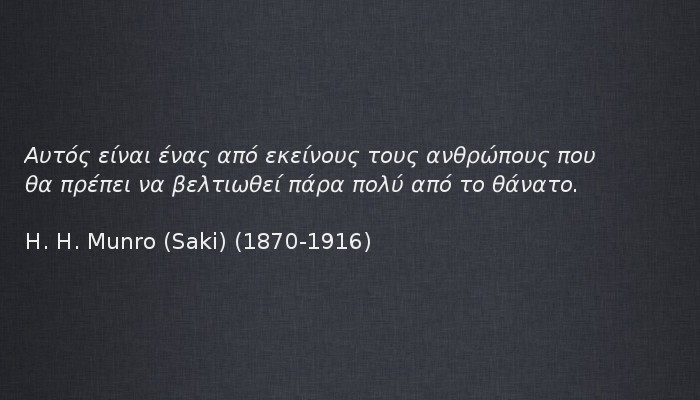 Αυτός είναι ένας από εκείνους τους ανθρώπους που
θα πρέπει να βελτιωθεί πάρα πολύ από το θάνατο.
H. H. Munro (Saki) (1870-1916)